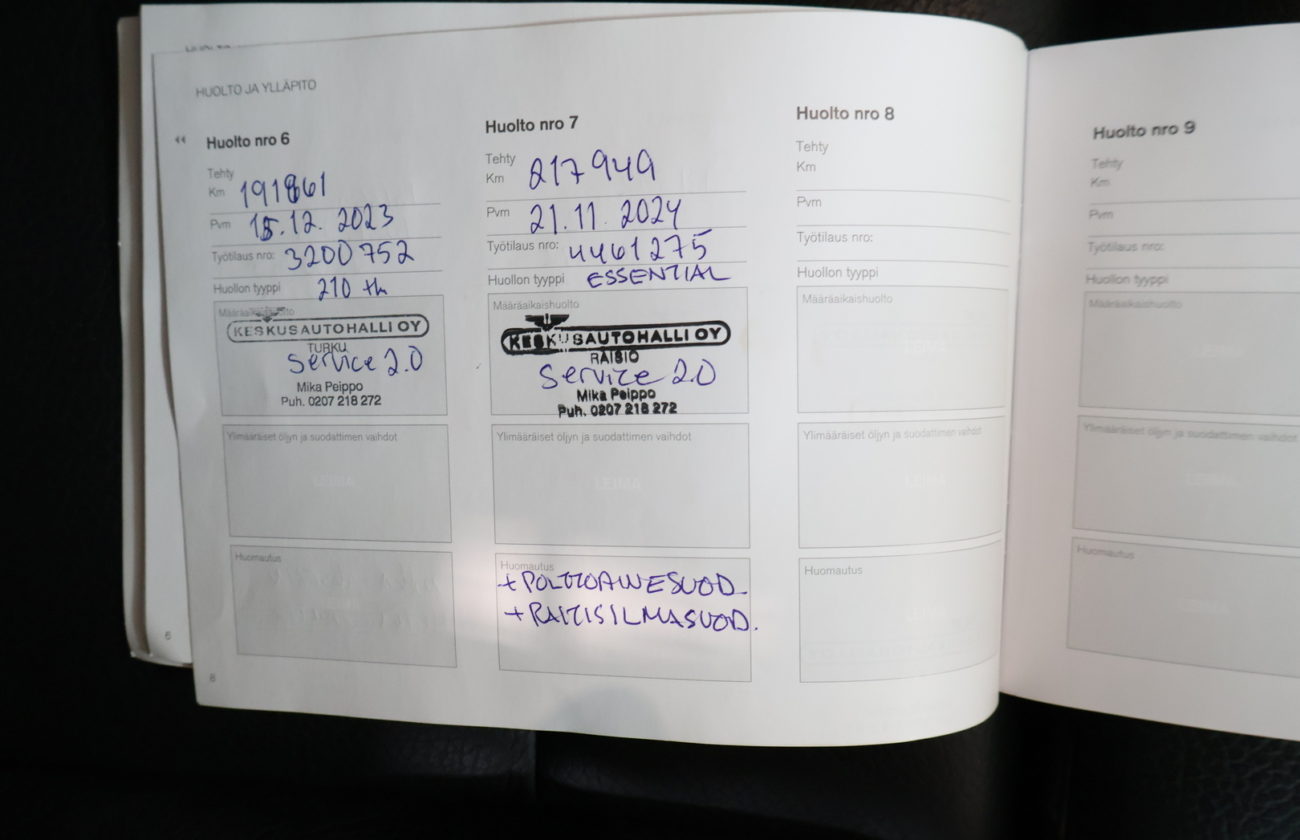 HUOLTO JA YLLÄPITO
Huolto nro 6
Tehty
Km 191861
Pvm 15.12. 2023
Työtilaus nro: 3200752
Huollon tyyppi 210 th
Määräaikaishuolto
KESKUSAUTOHALLI OY
TURKU
Service 2.0
Mika Peippo
Puh. 0207 218 272
Ylimääräiset öljyn ja suodattimen vaihdot
LEIMA
Huomautus
8
6
Huolto nro 7
Tehty
Km 217949
Pvm 21.11. 2024
Työtilaus nro: 4461275
Huollon tyyppi ESSENTIAL
Määräaikaishuolto
KESKUSAUTOHALLI OY
RAISIO
Service 2.0
Mika Peippo
Puh. 0207 218 272
Ylimääräiset öljyn ja suodattimen vaihdot
LEIMA
Huomautus
+POLTTOAINESUOD.
+RAITISILMASUOD.
Huolto nro 8
Tehty
Km
Pvm
Työtilaus nro:
Huollon tyyppi
Määräaikaishuolto
Ylimääräiset öljyn ja suodattimen vaihdot
LEIMA
Huomautus
Huolto nro 9
Tehty
Km
Pvm
Työtilaus nro:
Huollon tyyppi
Määräaikaishuolto
Ylimääräiset öljyn ja suodattimen vaihdot
Huomautus